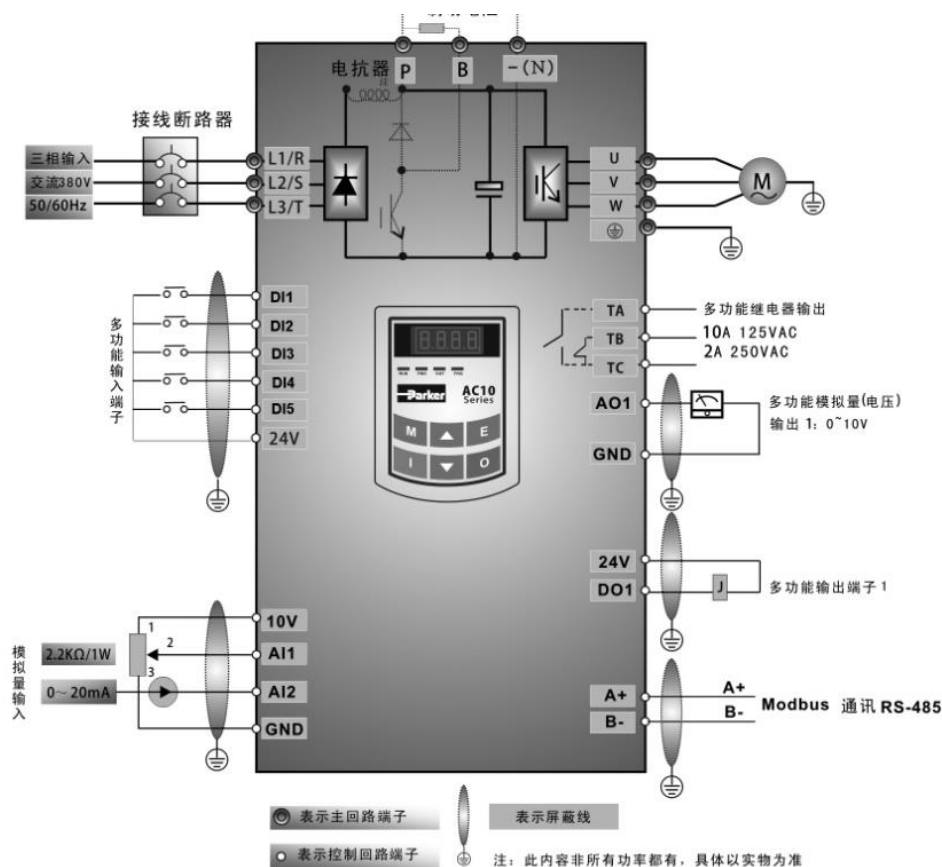 电抗器
P
B
-(N)
接线断路器
三相输入
交流380V
50/60Hz
L1/R
L2/S
L3/T
U
V
W
M
多功能输入端子
DI1
DI2
DI3
DI4
DI5
24V
TA
TB
TC
多功能继电器输出
10A 125VAC
2A 250VAC
8888
RUN FWD DGT FRQ
Parker
AC10
Series
M
E
I
O
AO1
GND
多功能模拟量(电压)
输出 1: 0~10V
24V
DO1
J
多功能输出端子 1
模拟量输入
2.2KΩ/1W
0~20mA
1
2
3
10V
AI1
AI2
GND
A+
B-
A+
B-
Modbus 通讯 RS-485
表示主回路端子
表示屏蔽线
表示控制回路端子
注: 此内容非所有功率都有, 具体以实物为准